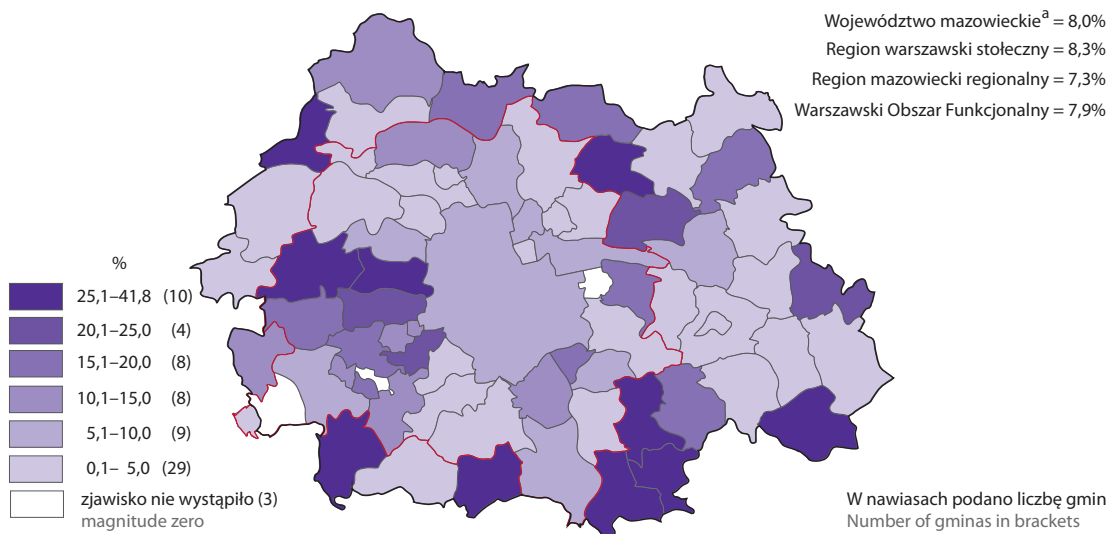 Województwo mazowieckieᵃ = 8,0%
Region warszawski stołeczny = 8,3%
Region mazowiecki regionalny = 7,3%
Warszawski Obszar Funkcjonalny = 7,9%
%
25,1–41,8 (10)
20,1–25,0 (4)
15,1–20,0 (8)
10,1–15,0 (8)
5,1–10,0 (9)
0,1– 5,0 (29)
zjawisko nie wystąpiło (3)
magnitude zero
W nawiasach podano liczbę gmin
Number of gminas in brackets